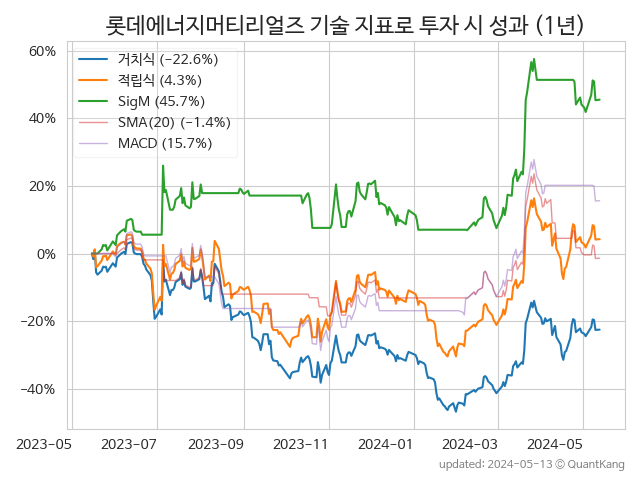 롯데에너지머티리얼즈 기술 지표로 투자 시 성과 (1년)
60%
40%
20%
0%
−20%
−40%
거치식 (−22.6%)
적립식 (4.3%)
SigM (45.7%)
SMA(20) (−1.4%)
MACD (15.7%)
2023-05
2023-07
2023-09
2023-11
2024-01
2024-03
2024-05
updated: 2024-05-13 © QuantKang